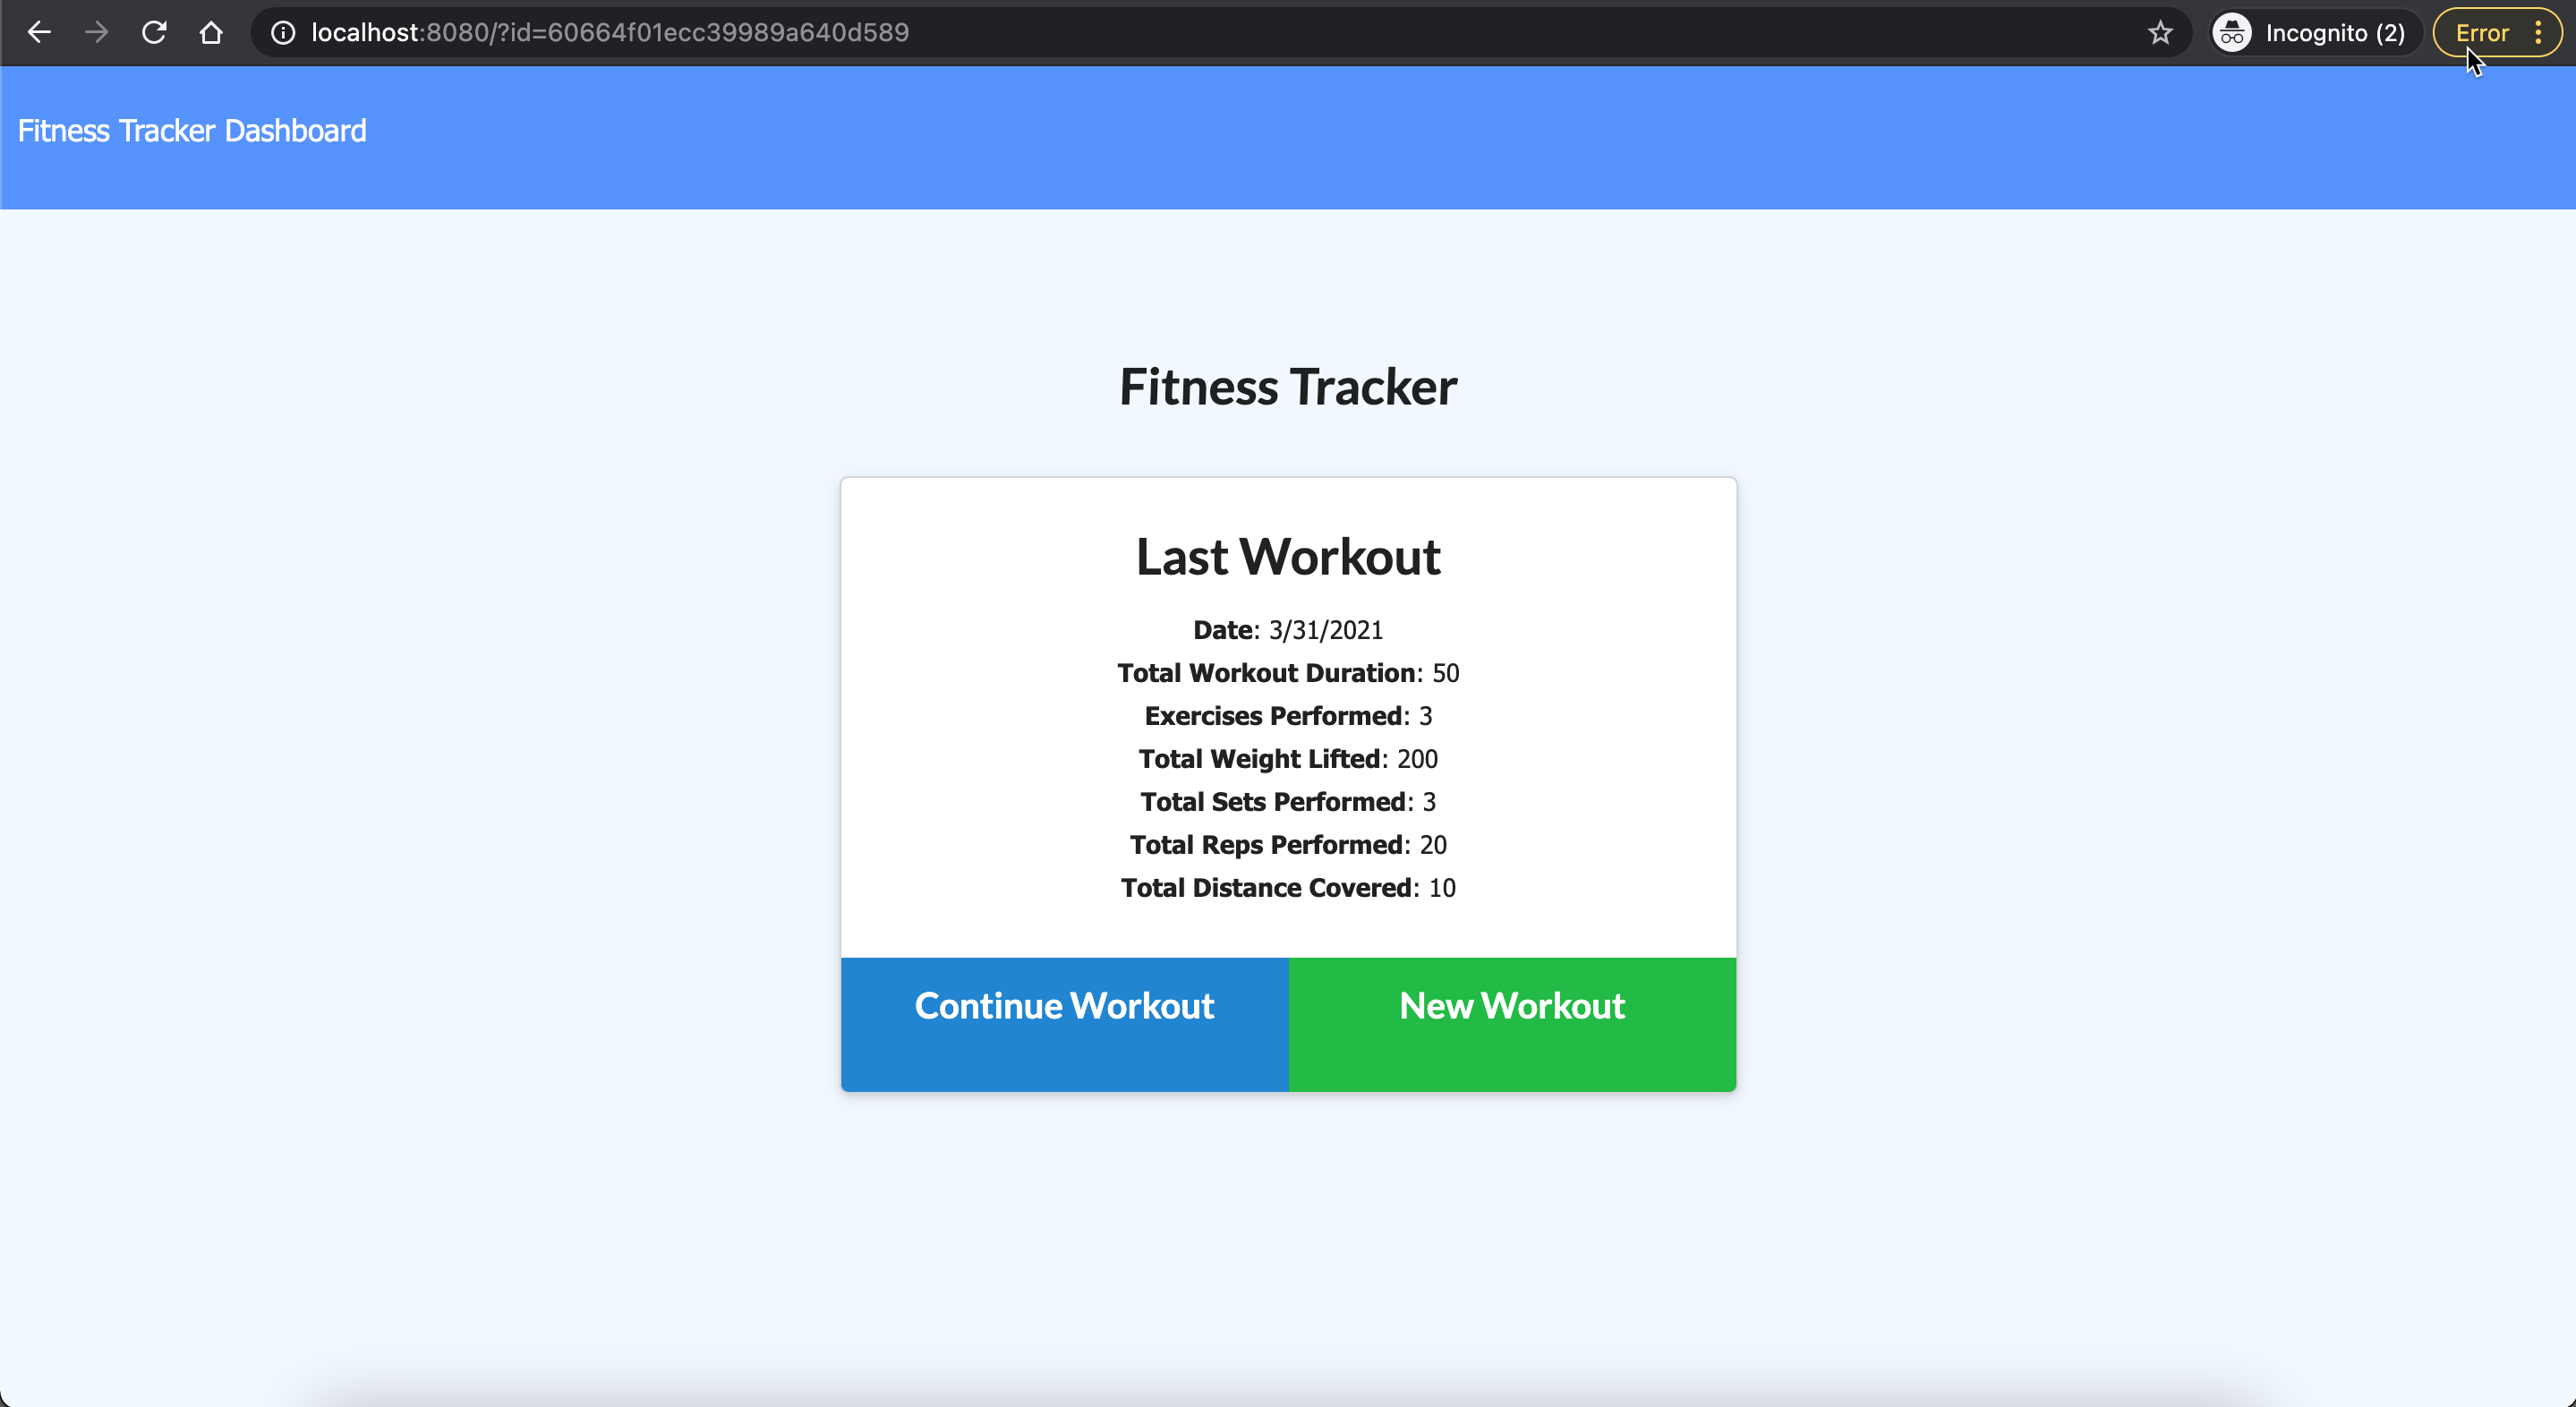 localhost:8080/?id=60664f01ecc39989a640d589
Incognito (2)
Error
Fitness Tracker Dashboard
Fitness Tracker
Last Workout
Date: 3/31/2021
Total Workout Duration: 50
Exercises Performed: 3
Total Weight Lifted: 200
Total Sets Performed: 3
Total Reps Performed: 20
Total Distance Covered: 10
Continue Workout
New Workout